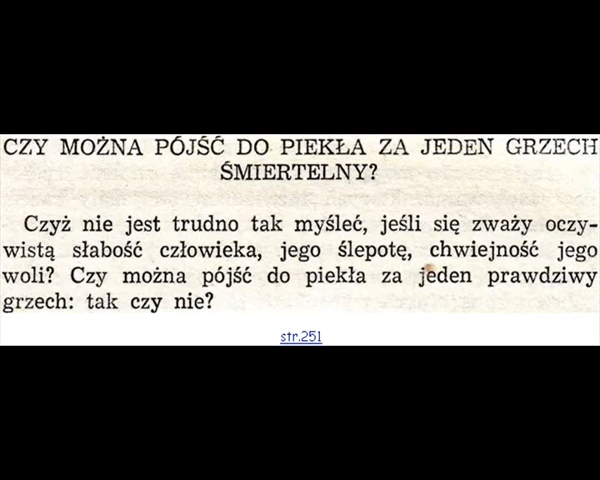 CZY MOŻNA PÓJŚĆ DO PIEKŁA ZA JEDEN GRZECH
ŚMIERTELNY?
Czyż nie jest trudno tak myśleć, jeśli się zważy oczy-
wistą słabość człowieka, jego ślepotę, chwiejność jego
woli? Czy można pójść do piekła za jeden prawdziwy
grzech: tak czy nie?
str.251